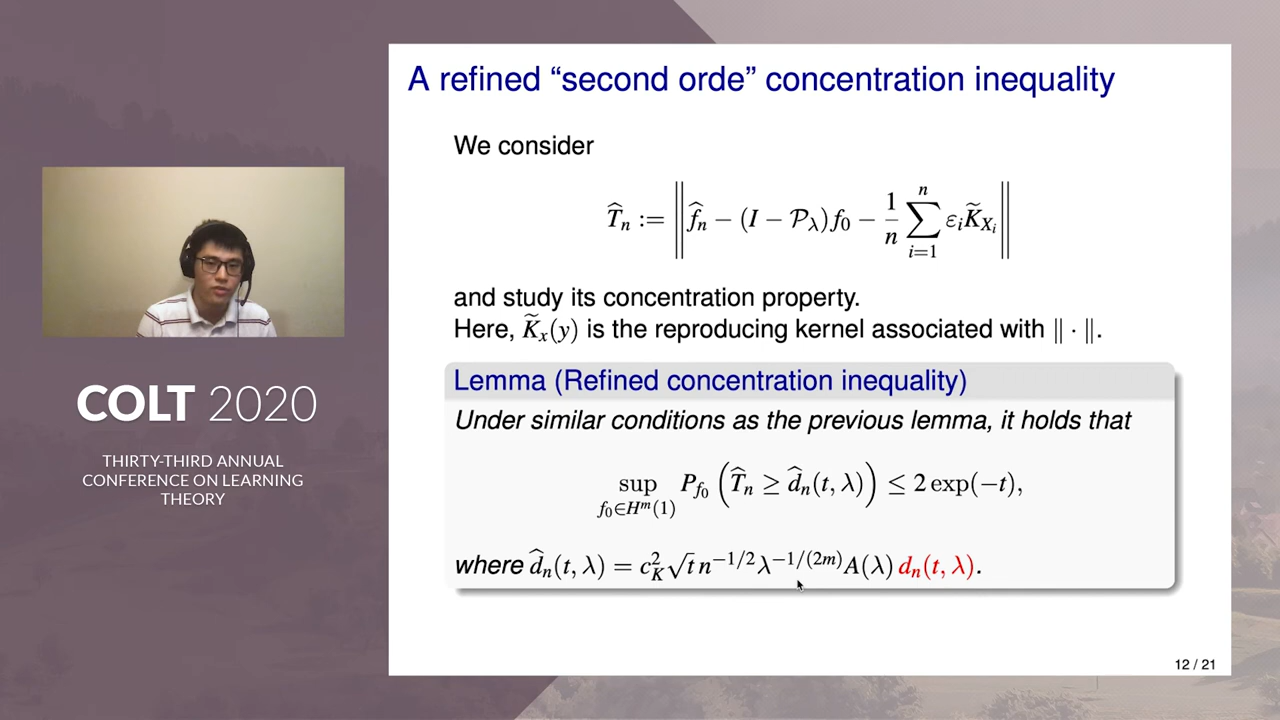 A refined “second orde” concentration inequality
We consider
T̂ₙ := ‖ f̂ₙ − (I − 𝒫_λ)f₀ − (1/n) ∑ᵢ₌₁ⁿ εᵢ K̃_{Xᵢ} ‖
and study its concentration property.
Here, K̃ₓ(y) is the reproducing kernel associated with ‖ · ‖.
Lemma (Refined concentration inequality)
Under similar conditions as the previous lemma, it holds that
sup_{f₀∈Hᵐ(1)} P_{f₀} ( T̂ₙ ≥ d̂ₙ(t, λ) ) ≤ 2 exp(−t),
where d̂ₙ(t, λ) = c_K² √t n^{−1/2} λ^{−1/(2m)} A(λ) dₙ(t, λ).
12 / 21
COLT 2020
THIRTY-THIRD ANNUAL
CONFERENCE ON LEARNING
THEORY